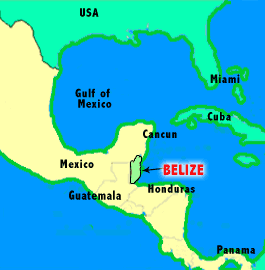 USA
Miami
Gulf of
Mexico
Cuba
Cancun
Mexico
BELIZE
Guatemala
Honduras
Panama